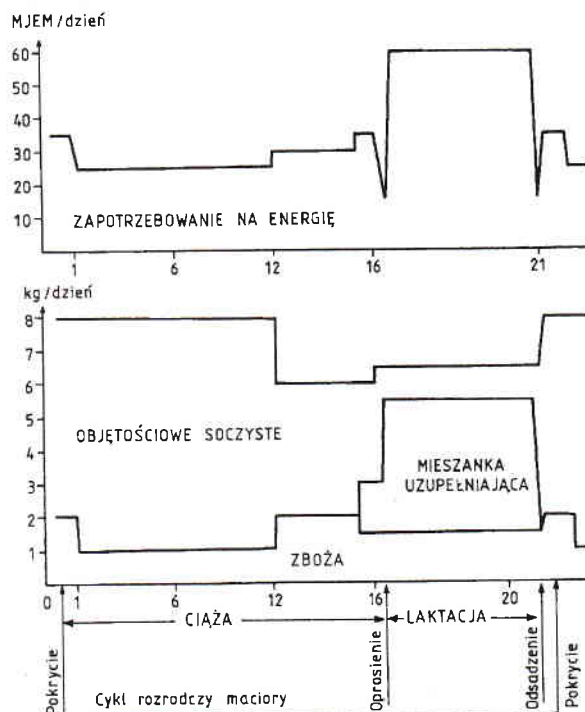 MJEM/dzień
60
50
40
30
20
10
ZAPOTRZEBOWANIE NA ENERGIĘ
1 6 12 16 21
kg/dzień
8
7
6
5
4
3
2
1
OBJĘTOŚCIOWE SOCZYSTE
MIESZANKA
UZUPEŁNIAJĄCA
ZBOŻA
0 1 6 12 16 20
CIĄŻA
LAKTACJA
Pokrycie
Oprosienie
Odsadzenie
Pokrycie
Cykl rozrodczy maciory